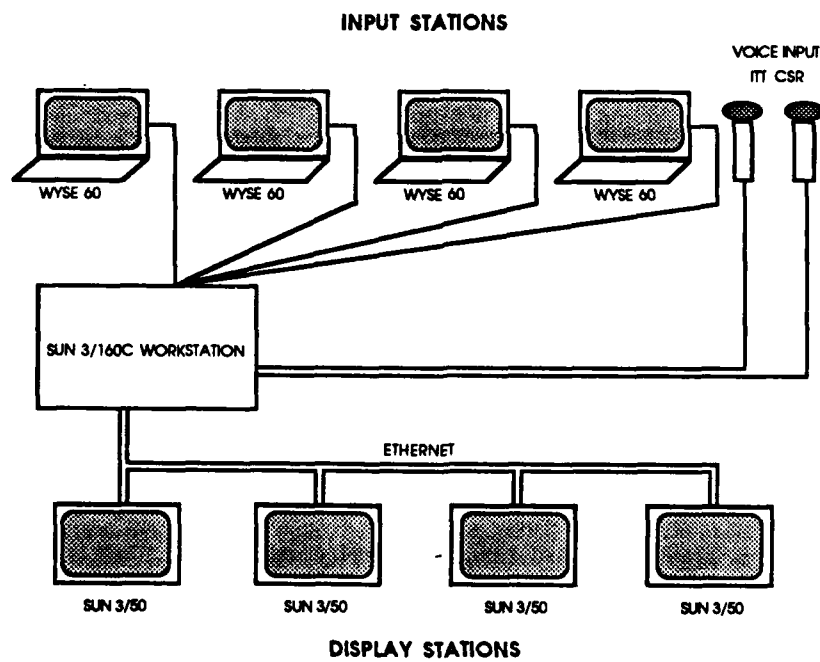 INPUT STATIONS
VOICE INPUT
ITT CSR
WYSE 60
WYSE 60
WYSE 60
WYSE 60
SUN 3/160C WORKSTATION
ETHERNET
SUN 3/50
SUN 3/50
SUN 3/50
SUN 3/50
DISPLAY STATIONS